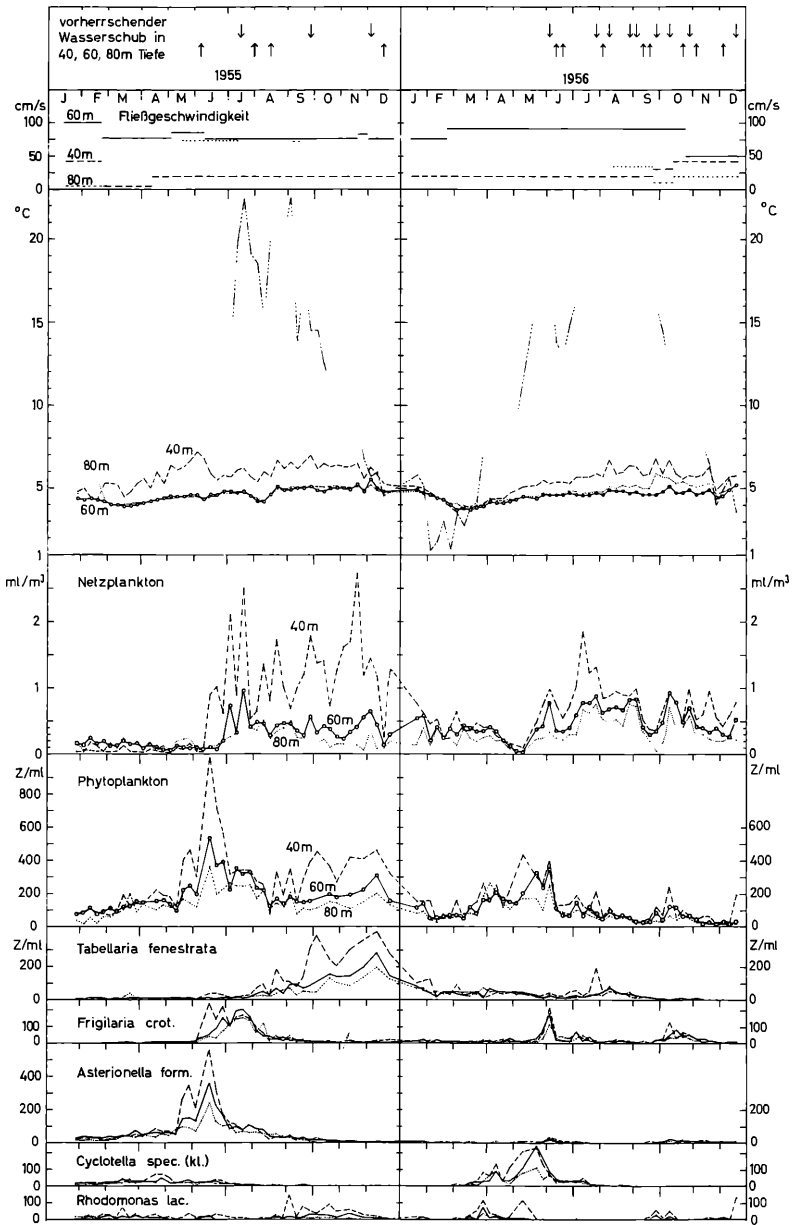 vorherrschender
Wasserschub in
40, 60, 80m Tiefe
1955
1956
J F M A M J J A S O N D
J F M A M J J A S O N D
cm/s
cm/s
60m Fließgeschwindigkeit
100
100
40m
50
50
80m
0
0
°C
°C
20
20
15
15
10
10
80m
40m
5
5
60m
1
1
ml/m³
ml/m³
Netzplankton
2
2
40m
1
1
60m
80m
0
0
Z/ml
Z/ml
Phytoplankton
800
600
600
400
400
40m
200
200
60m
80m
0
0
Z/ml
Z/ml
Tabellaria fenestrata
200
200
0
0
Frigilaria crot.
100
100
0
0
Asterionella form.
400
200
200
0
0
Cyclotella spec. (kl.)
100
100
0
0
Rhodomonas lac.
100
100
0
0